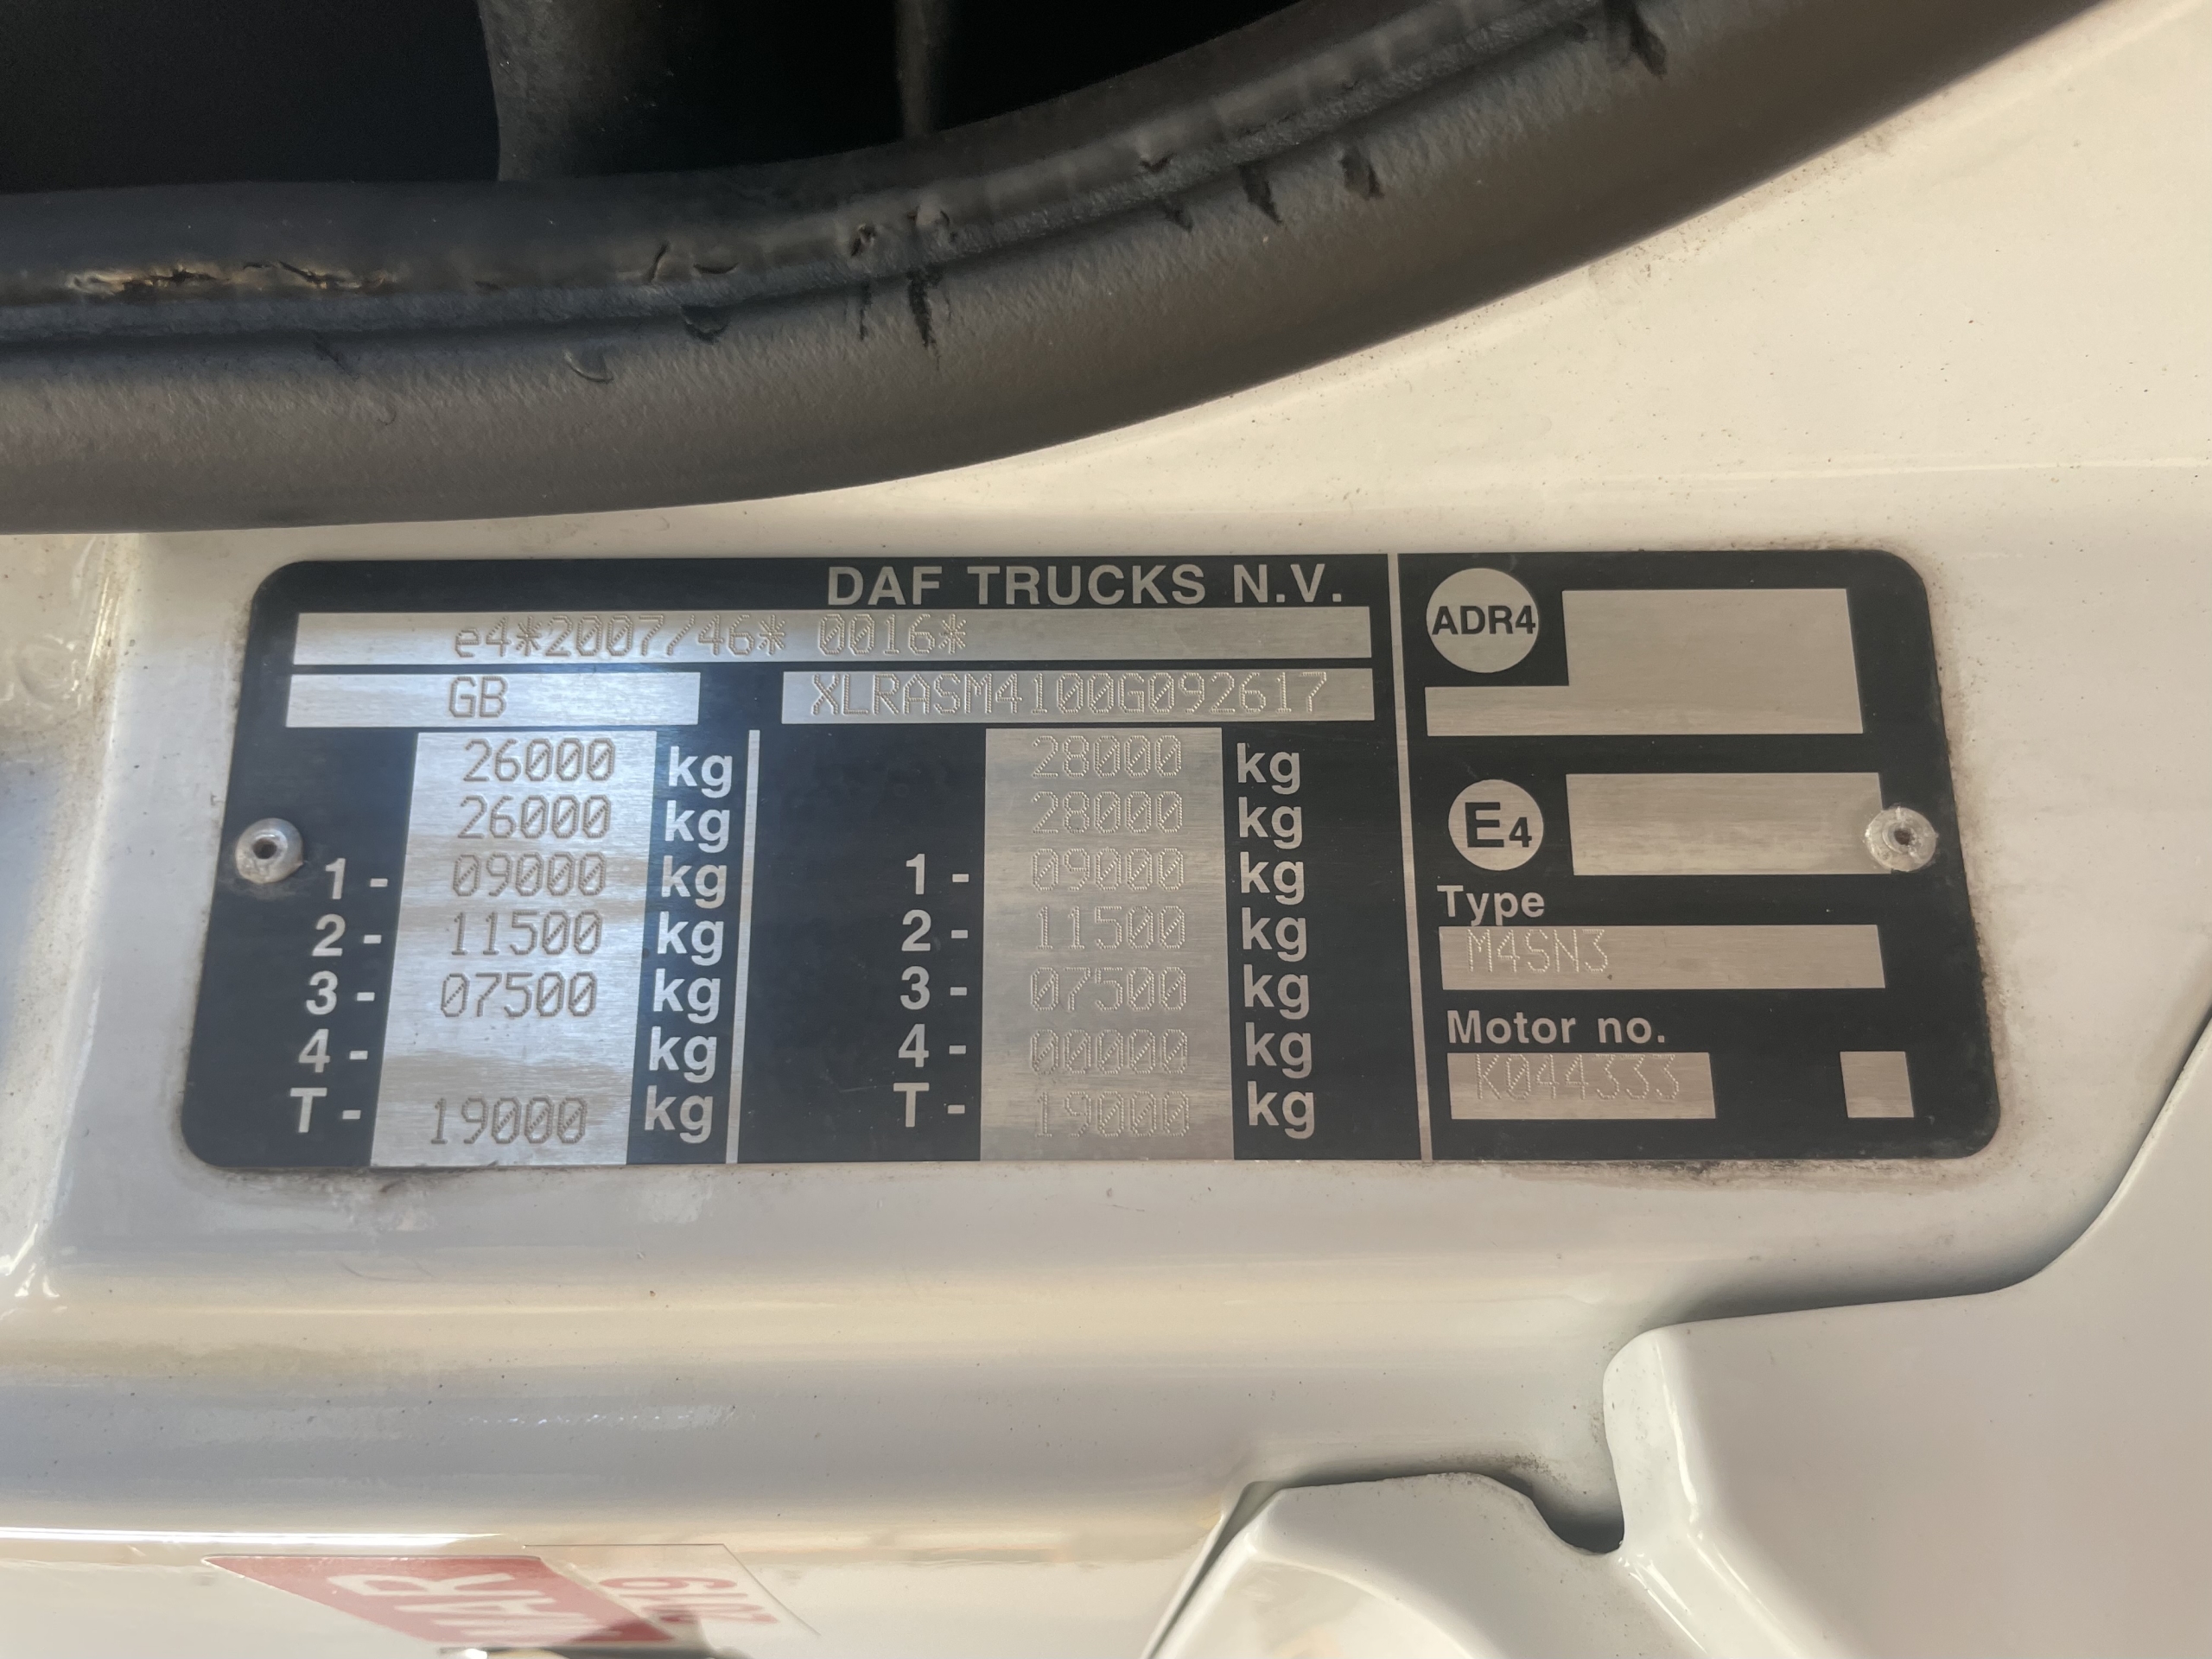 DAF TRUCKS N.V.
e4*2007/46* 0016*
GB XLRASM4100G092617
26000 kg 28000 kg
26000 kg 28000 kg
1- 09000 kg 1- 09000 kg
2- 11500 kg 2- 11500 kg
3- 07500 kg 3- 07500 kg
4- kg 4- 00000 kg
T- 19000 kg T- 19000 kg
ADR4
E4
Type
M4SN3
Motor no.
K044333
MAR
2019